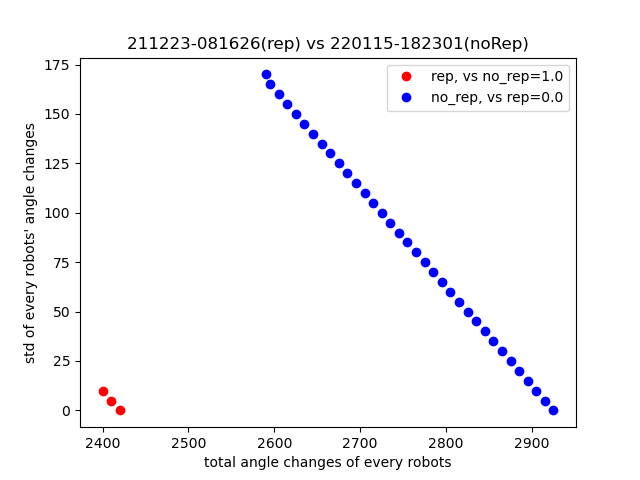 211223-081626(rep) vs 220115-182301(noRep)
rep, vs no_rep=1.0
no_rep, vs rep=0.0
std of every robots' angle changes
175
150
125
100
75
50
25
0
2400 2500 2600 2700 2800 2900
total angle changes of every robots